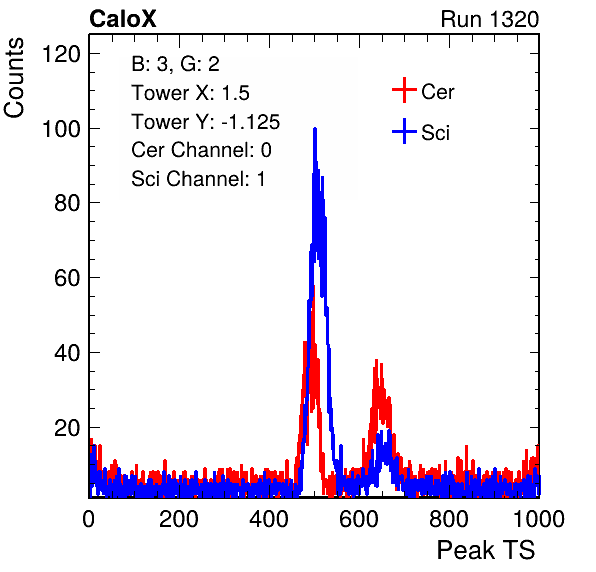 CaloX
Run 1320
Counts
120
100
80
60
40
20
B: 3, G: 2
Tower X: 1.5
Tower Y: -1.125
Cer Channel: 0
Sci Channel: 1
Cer
Sci
0 200 400 600 800 1000
Peak TS